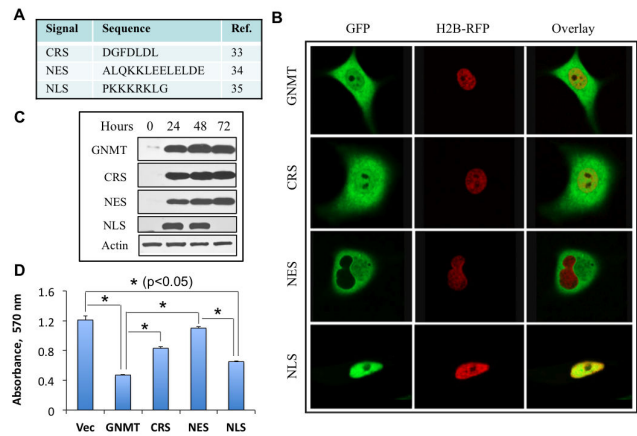 A
Signal Sequence Ref.
CRS DGFDLDL 33
NES ALQKKLEELELDE 34
NLS PKKKRKLG 35
B
GFP H2B-RFP Overlay
GNMT
CRS
NES
NLS
C
Hours 0 24 48 72
GNMT
CRS
NES
NLS
Actin
D
* (p<0.05)
* * * *
Absorbance, 570 nm
1.6
1.2
0.8
0.4
0
Vec GNMT CRS NES NLS